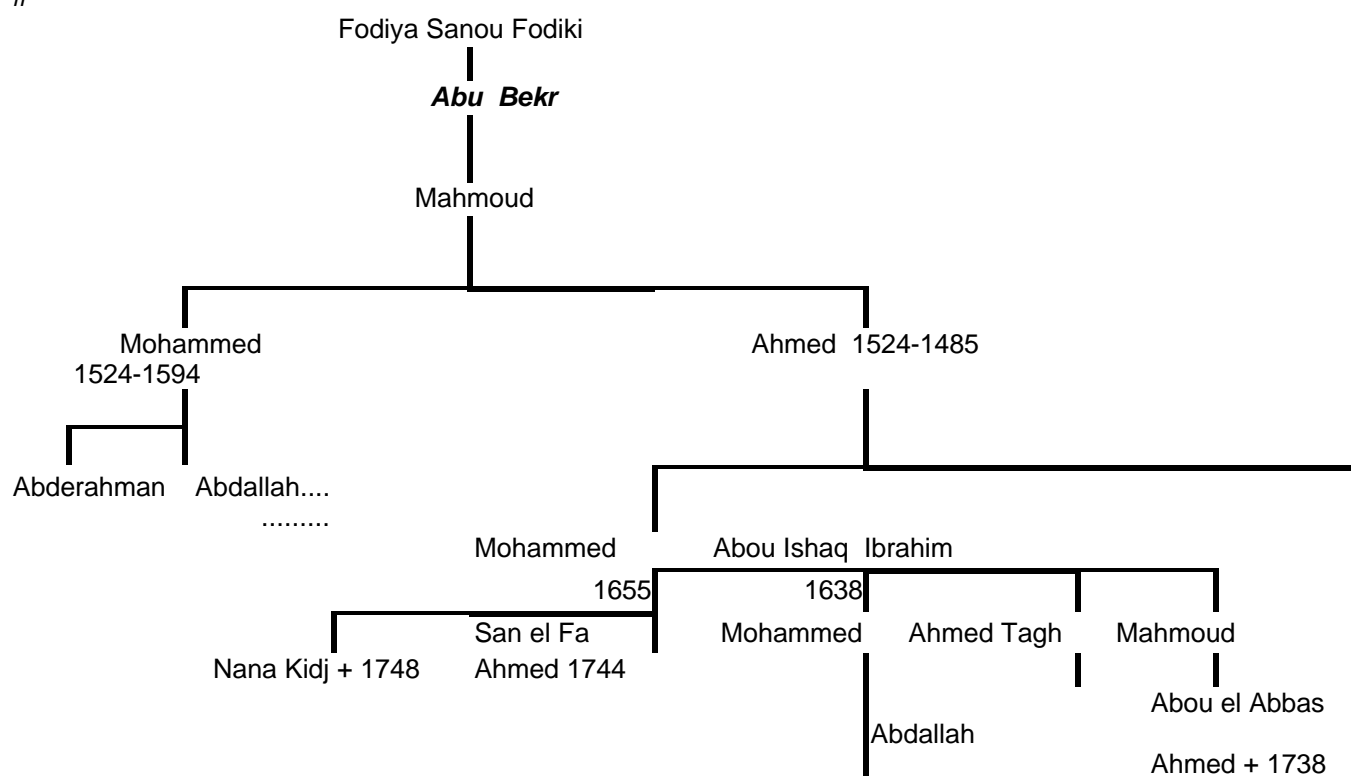 Fodiya Sanou Fodiki
Abu Bekr
Mahmoud
Mohammed
1524-1594
Ahmed 1524-1485
Abderahman Abdallah....
.........
Mohammed Abou Ishaq Ibrahim
1655 1638
San el Fa Mohammed Ahmed Tagh Mahmoud
Nana Kidj + 1748 Ahmed 1744
Abou el Abbas
Abdallah
Ahmed + 1738